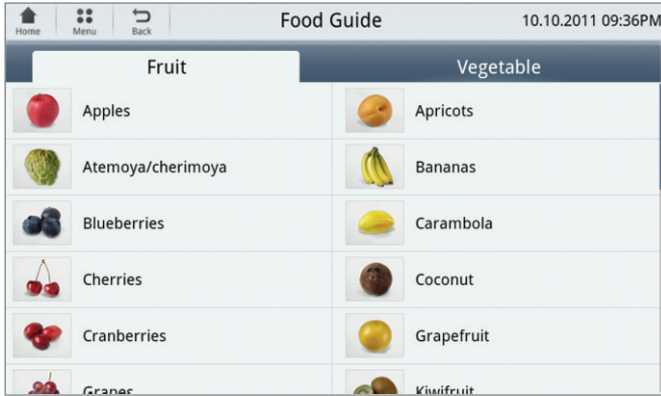 Home Menu Back Food Guide 10.10.2011 09:36PM
Fruit Vegetable
Apples Apricots
Atemoya/cherimoya Bananas
Blueberries Carambola
Cherries Coconut
Cranberries Grapefruit
Grapes Kiwifruit